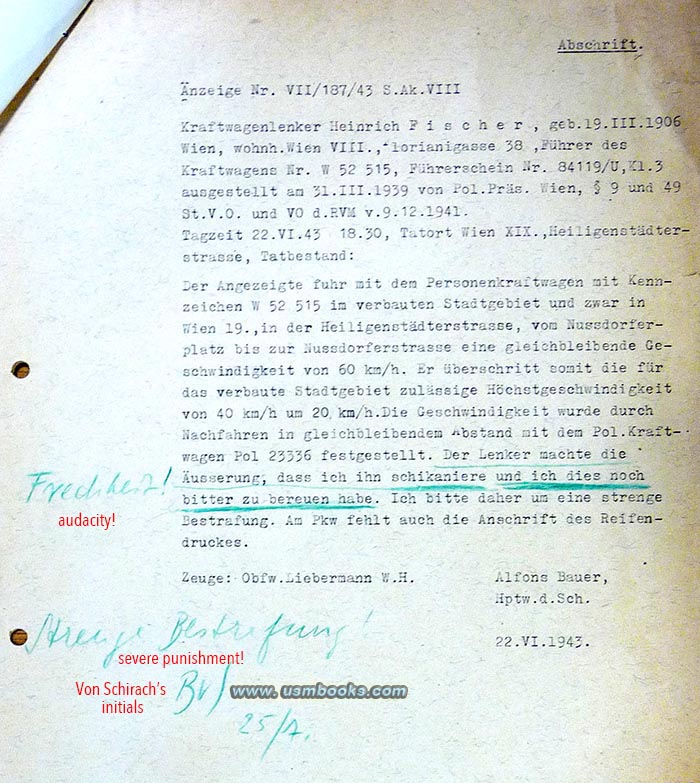 Abschrift.
Anzeige Nr. VII/187/43 S.Ak.VIII
Kraftwagenlenker Heinrich F i s c h e r , geb.19.III.1906
Wien, wohnh.Wien VIII.,Florianigasse 38 ,Führer des
Kraftwagens Nr. W 52 515, Führerschein Nr. 84119/U,Kl.3
ausgestellt am 31.III.1939 von Pol.Präs. Wien, § 9 und 49
St.V.O. und VO d.RVM v.9.12.1941.
Tagzeit 22.VI.43 18.30, Tatort Wien XIX.,Heiligenstädter-
strasse, Tatbestand:
Der Angezeigte fuhr mit dem Personenkraftwagen mit Kenn-
zeichen W 52 515 im verbauten Stadtgebiet und zwar in
Wien 19.,in der Heiligenstädterstrasse, vom Nussdorfer-
platz bis zur Nussdorferstrasse eine gleichbleibende Ge-
schwindigkeit von 60 km/h. Er überschritt somit die für
das verbaute Stadtgebiet zulässige Höchstgeschwindigkeit
von 40 km/h um 20 km/h.Die Geschwindigkeit wurde durch
Nachfahren in gleichbleibendem Abstand mit dem Pol.Kraft-
wagen Pol 23336 festgestellt. Der Lenker machte die
Frechheit! Äusserung, dass ich ihn schikaniere und ich dies noch
bitter zu bereuen habe. Ich bitte daher um eine strenge
audacity! Bestrafung. Am Pkw fehlt auch die Anschrift des Reifen-
druckes.
Zeuge: Obfw.Liebermann W.H. Alfons Bauer,
Hptw.d.Sch.
Strenge Bestrafung!
22.VI.1943.
severe punishment!
Von Schirach's
initials
BvS
www.usmbooks.com